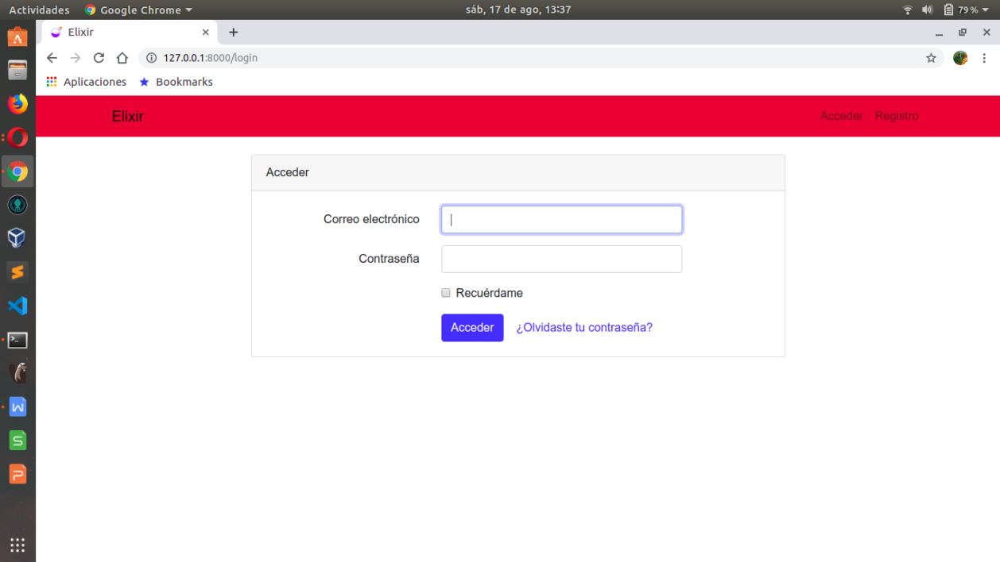 Actividades Google Chrome sáb, 17 de ago, 13:37 79 %
Elixir
127.0.0.1:8000/login
Aplicaciones Bookmarks
Elixir Acceder Registro
Acceder
Correo electrónico
Contraseña
Recuérdame
Acceder ¿Olvidaste tu contraseña?